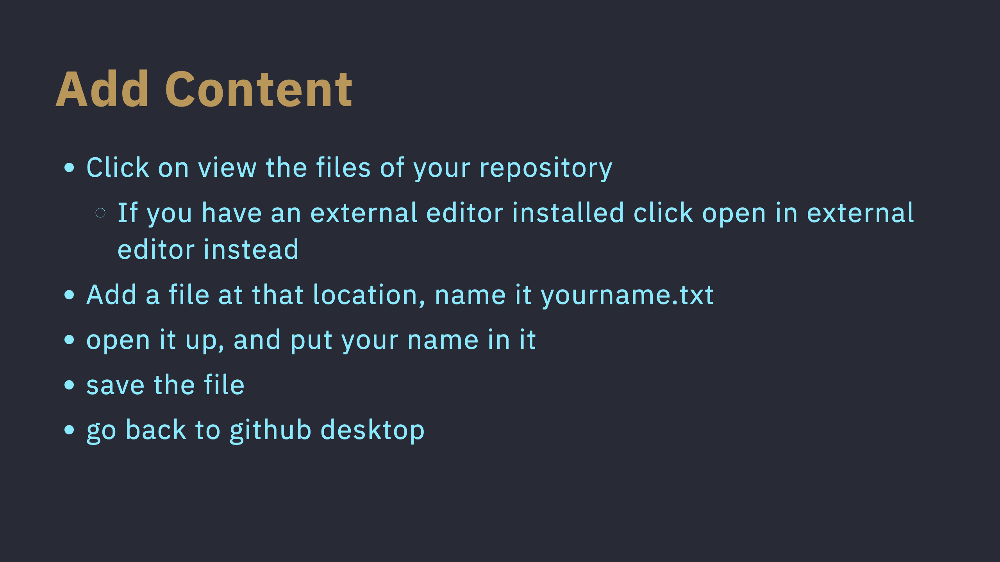 Add Content
• Click on view the files of your repository
○ If you have an external editor installed click open in external
editor instead
• Add a file at that location, name it yourname.txt
• open it up, and put your name in it
• save the file
• go back to github desktop